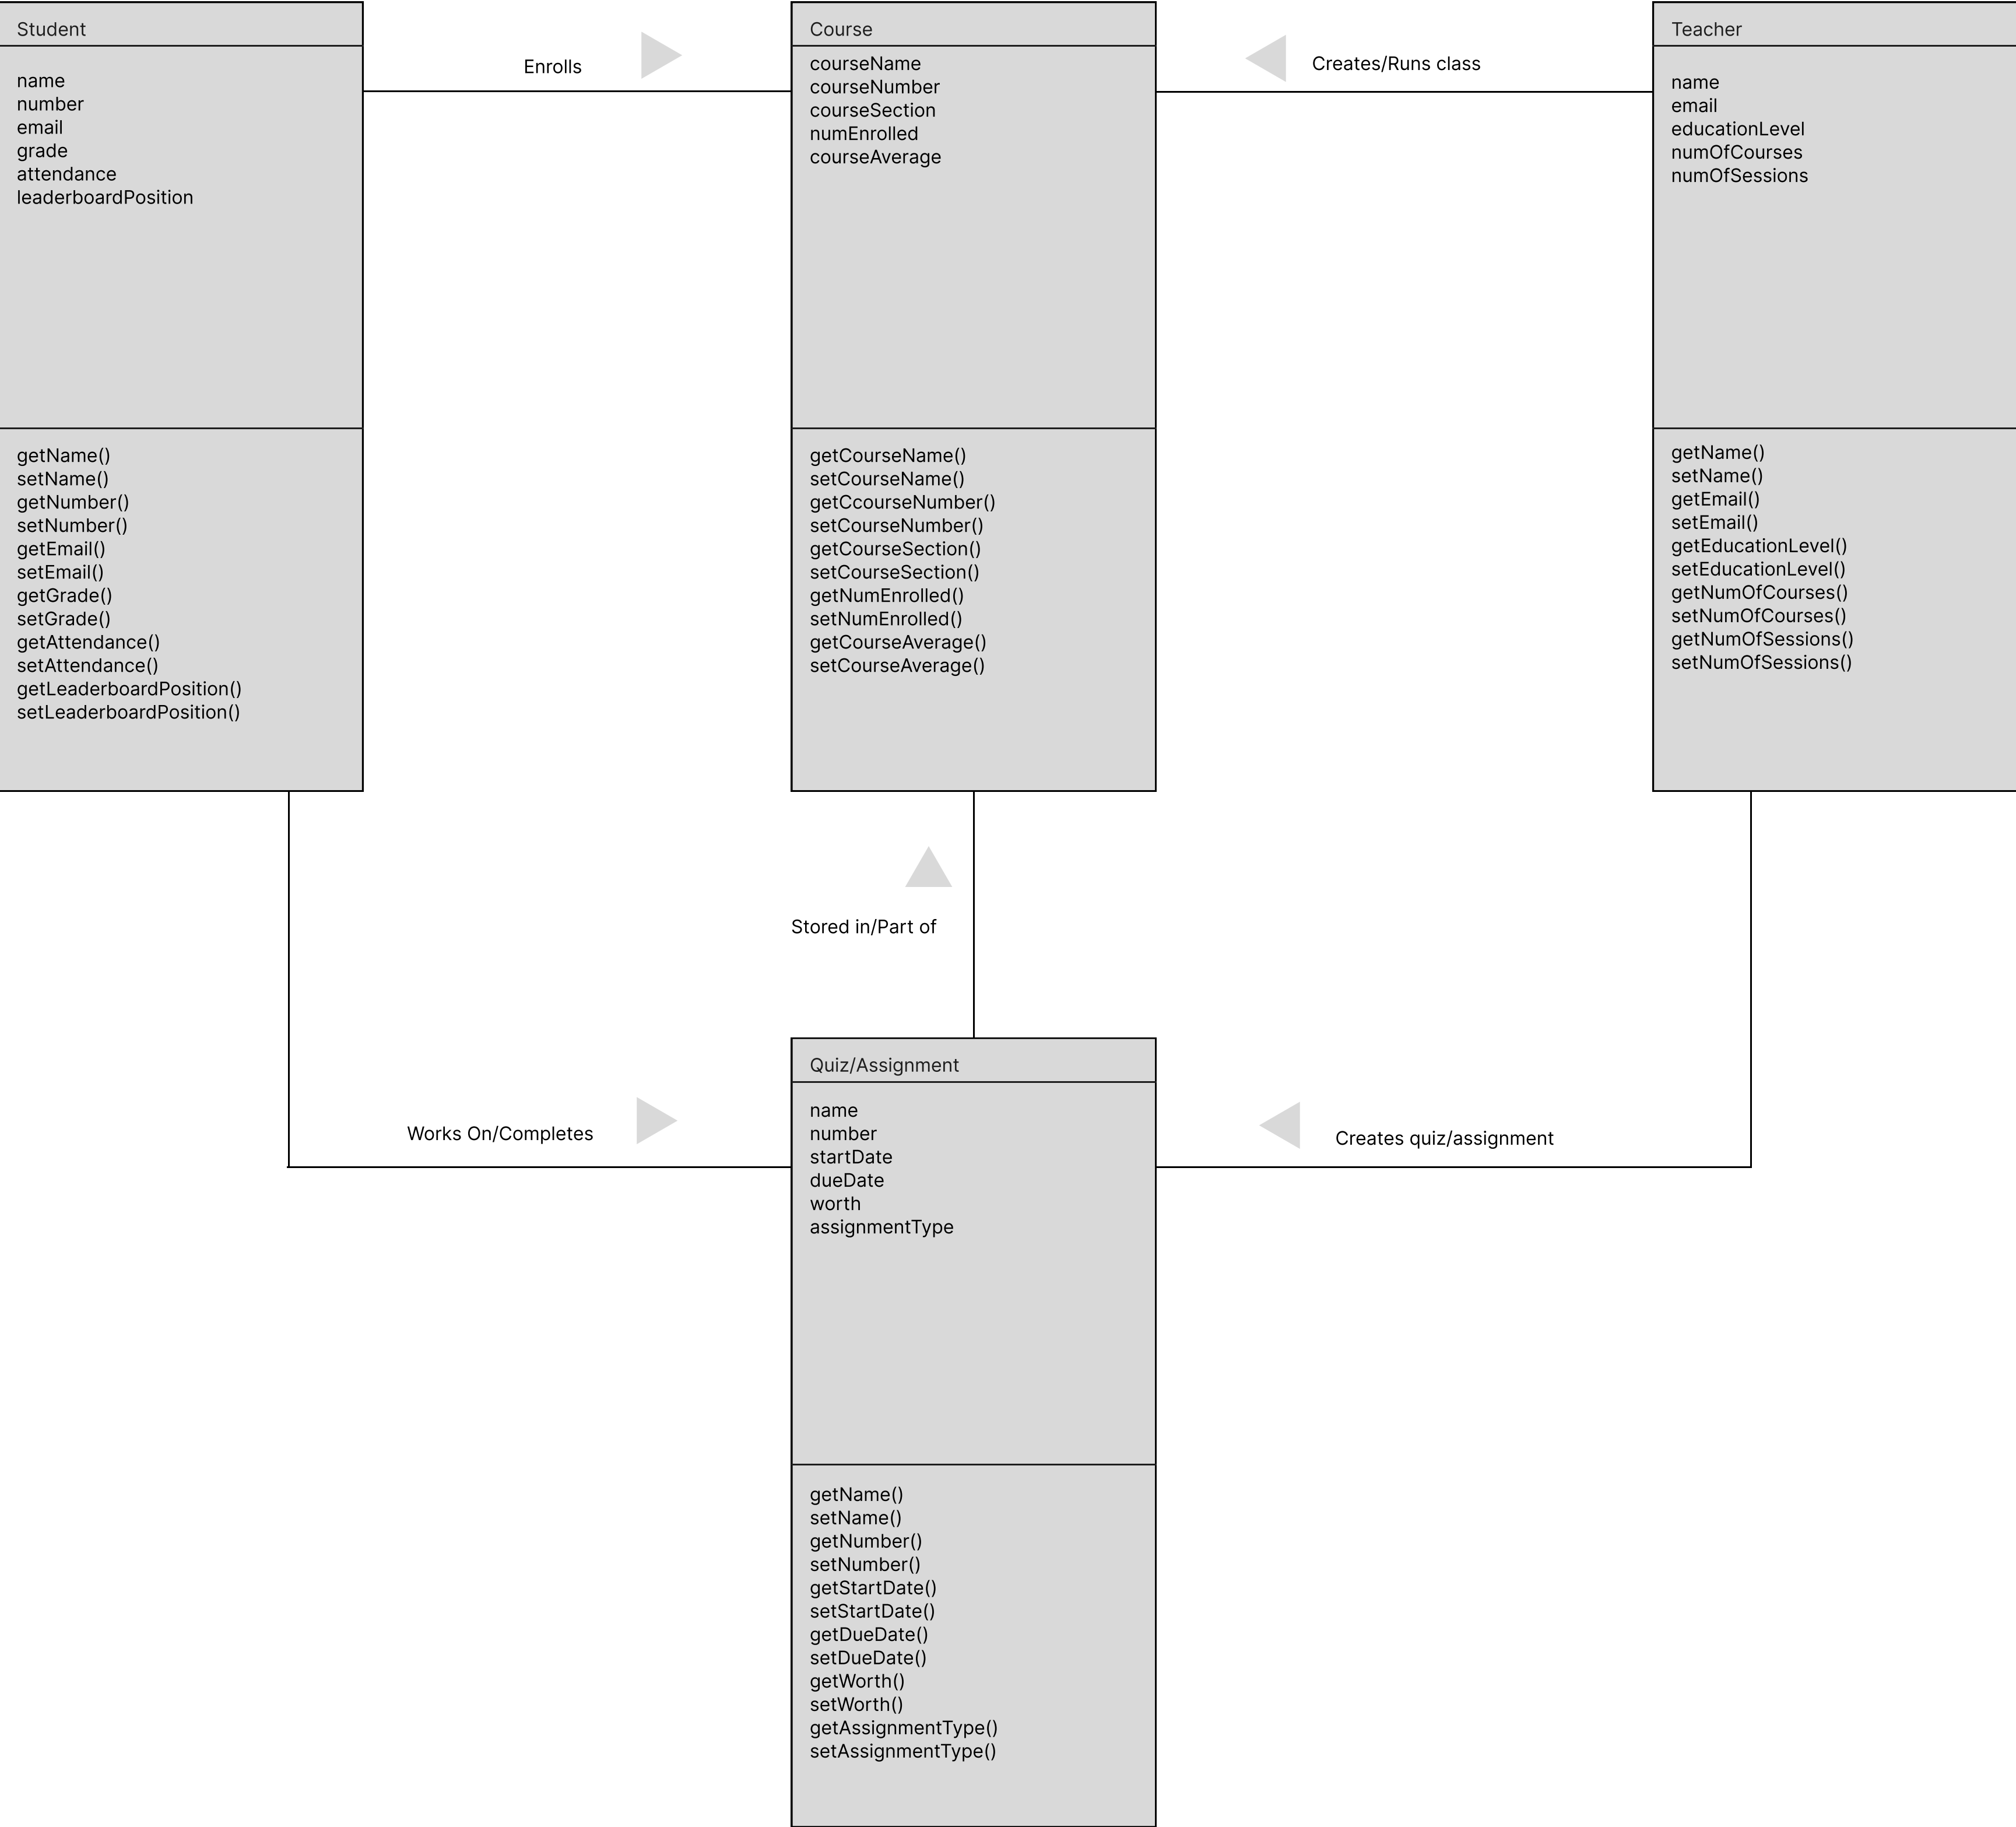 Student
name
number
email
grade
attendance
leaderboardPosition
getName()
setName()
getNumber()
setNumber()
getEmail()
setEmail()
getGrade()
setGrade()
getAttendance()
setAttendance()
getLeaderboardPosition()
setLeaderboardPosition()
Enrolls
Course
courseName
courseNumber
courseSection
numEnrolled
courseAverage
getCourseName()
setCourseName()
getCcourseNumber()
setCourseNumber()
getCourseSection()
setCourseSection()
getNumEnrolled()
setNumEnrolled()
getCourseAverage()
setCourseAverage()
Creates/Runs class
Teacher
name
email
educationLevel
numOfCourses
numOfSessions
getName()
setName()
getEmail()
setEmail()
getEducationLevel()
setEducationLevel()
getNumOfCourses()
setNumOfCourses()
getNumOfSessions()
setNumOfSessions()
Stored in/Part of
Works On/Completes
Quiz/Assignment
name
number
startDate
dueDate
worth
assignmentType
getName()
setName()
getNumber()
setNumber()
getStartDate()
setStartDate()
getDueDate()
setDueDate()
getWorth()
setWorth()
getAssignmentType()
setAssignmentType()
Creates quiz/assignment